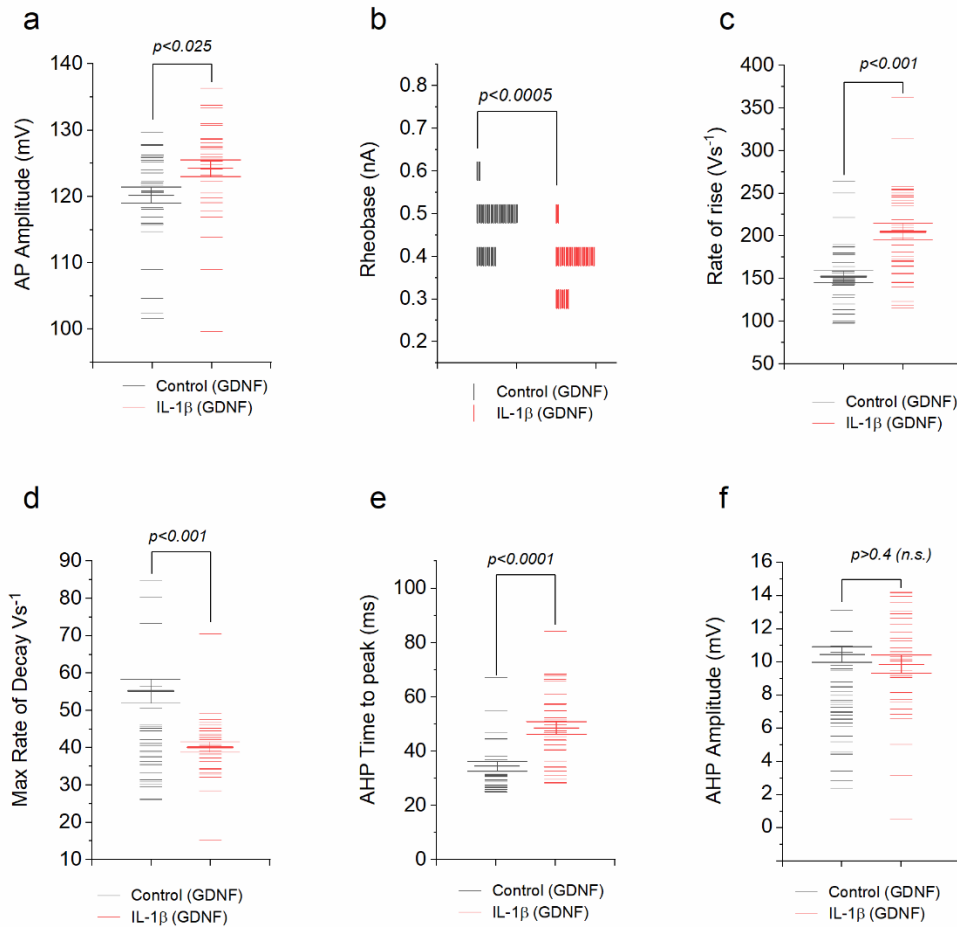 a
p<0.025
AP Amplitude (mV)
140
130
120
110
100
Control (GDNF)
IL-1β (GDNF)
b
p<0.0005
Rheobase (nA)
0.8
0.7
0.6
0.5
0.4
0.3
0.2
Control (GDNF)
IL-1β (GDNF)
c
p<0.001
Rate of rise (Vs-1)
400
350
300
250
200
150
100
50
Control (GDNF)
IL-1β (GDNF)
d
p<0.001
Max Rate of Decay Vs-1
90
80
70
60
50
40
30
20
10
Control (GDNF)
IL-1β (GDNF)
e
p<0.0001
AHP Time to peak (ms)
100
80
60
40
20
0
Control (GDNF)
IL-1β (GDNF)
f
p>0.4 (n.s.)
AHP Amplitude (mV)
16
14
12
10
8
6
4
2
0
Control (GDNF)
IL-1β (GDNF)